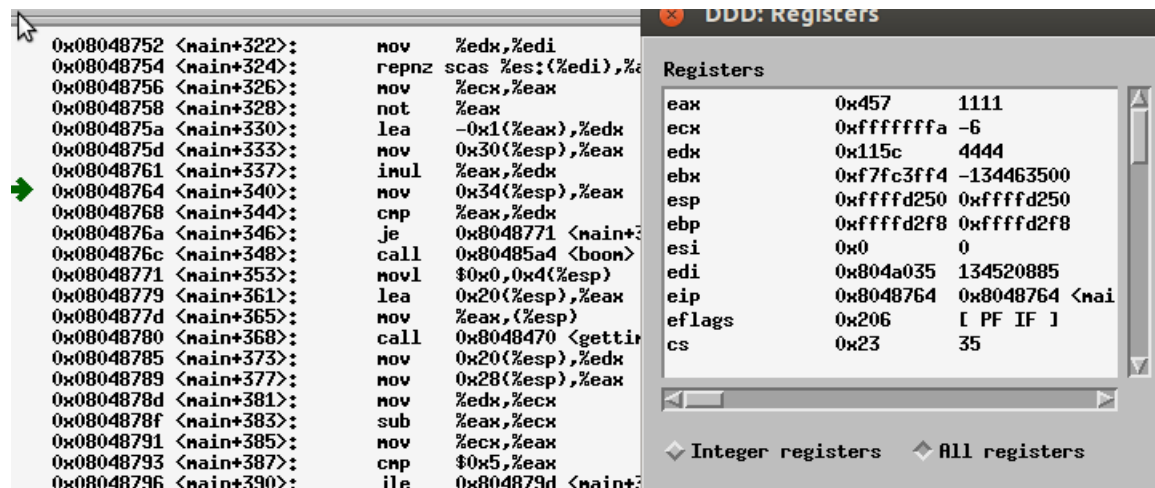 0x08048752 <main+322>: mov %edx,%edi
0x08048754 <main+324>: repnz scas %es:(%edi),%a
0x08048756 <main+326>: mov %ecx,%eax
0x08048758 <main+328>: not %eax
0x0804875a <main+330>: lea -0x1(%eax),%edx
0x0804875d <main+333>: mov 0x30(%esp),%eax
0x08048761 <main+337>: imul %eax,%edx
0x08048764 <main+340>: mov 0x34(%esp),%eax
0x08048768 <main+344>: cmp %eax,%edx
0x0804876a <main+346>: je 0x8048771 <main+3
0x0804876c <main+348>: call 0x80485a4 <boom>
0x08048771 <main+353>: movl $0x0,0x4(%esp)
0x08048779 <main+361>: lea 0x20(%esp),%eax
0x0804877d <main+365>: mov %eax,(%esp)
0x08048780 <main+368>: call 0x8048470 <gettin
0x08048785 <main+373>: mov 0x20(%esp),%edx
0x08048789 <main+377>: mov 0x28(%esp),%eax
0x0804878d <main+381>: mov %edx,%ecx
0x0804878f <main+383>: sub %eax,%ecx
0x08048791 <main+385>: mov %ecx,%eax
0x08048793 <main+387>: cmp $0x5,%eax
0x08048796 <main+390>: jle 0x804879d <main+3
DDD: Registers
Registers
eax 0x457 1111
ecx 0xfffffffa -6
edx 0x115c 4444
ebx 0xf7fc3ff4 -134463500
esp 0xffffd250 0xffffd250
ebp 0xffffd2f8 0xffffd2f8
esi 0x0 0
edi 0x804a035 134520885
eip 0x8048764 0x8048764 <mai
eflags 0x206 [ PF IF ]
cs 0x23 35
Integer registers All registers